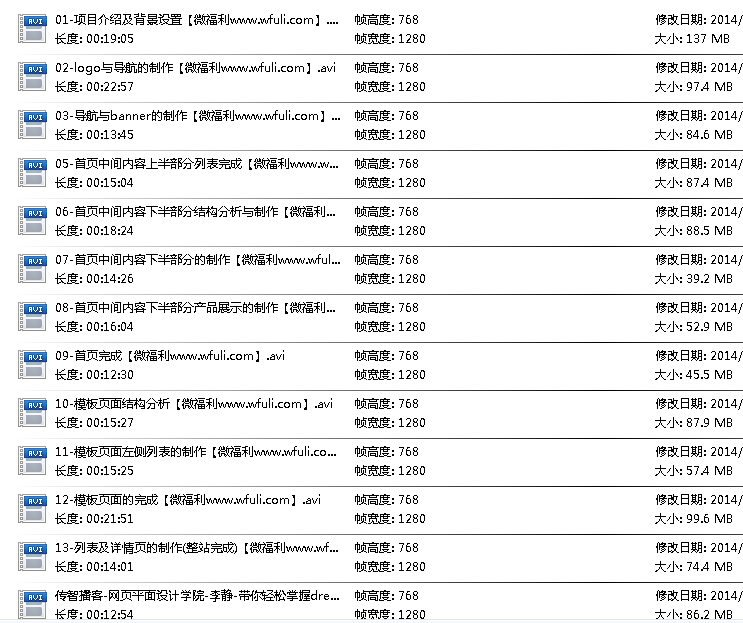 01-项目介绍及背景设置【微福利www.wfuli.com】.... 帧高度: 768 修改日期: 2014/
AVI 长度: 00:19:05 帧宽度: 1280 大小: 137 MB
02-logo与导航的制作【微福利www.wfuli.com】.avi 帧高度: 768 修改日期: 2014/
AVI 长度: 00:22:57 帧宽度: 1280 大小: 97.4 MB
03-导航与banner的制作【微福利www.wfuli.com】... 帧高度: 768 修改日期: 2014/
AVI 长度: 00:13:45 帧宽度: 1280 大小: 84.6 MB
05-首页中间内容上半部分列表完成【微福利www.w... 帧高度: 768 修改日期: 2014/
AVI 长度: 00:15:04 帧宽度: 1280 大小: 87.4 MB
06-首页中间内容下半部分结构分析与制作【微福利... 帧高度: 768 修改日期: 2014/
AVI 长度: 00:18:24 帧宽度: 1280 大小: 88.5 MB
07-首页中间内容下半部分的制作【微福利www.wful... 帧高度: 768 修改日期: 2014/
AVI 长度: 00:14:26 帧宽度: 1280 大小: 39.2 MB
08-首页中间内容下半部分产品展示的制作【微福利... 帧高度: 768 修改日期: 2014/
AVI 长度: 00:16:04 帧宽度: 1280 大小: 52.9 MB
09-首页完成【微福利www.wfuli.com】.avi 帧高度: 768 修改日期: 2014/
AVI 长度: 00:12:30 帧宽度: 1280 大小: 45.5 MB
10-模板页面结构分析【微福利www.wfuli.com】.avi 帧高度: 768 修改日期: 2014/
AVI 长度: 00:15:27 帧宽度: 1280 大小: 87.9 MB
11-模板页面左侧列表的制作【微福利www.wfuli.co... 帧高度: 768 修改日期: 2014/
AVI 长度: 00:15:25 帧宽度: 1280 大小: 57.4 MB
12-模板页面的完成【微福利www.wfuli.com】.avi 帧高度: 768 修改日期: 2014/
AVI 长度: 00:21:51 帧宽度: 1280 大小: 99.6 MB
13-列表及详情页的制作(整站完成)【微福利www.wf... 帧高度: 768 修改日期: 2014/
AVI 长度: 00:14:01 帧宽度: 1280 大小: 74.4 MB
传智播客-网页平面设计学院-李静-带你轻松掌握dre... 帧高度: 768 修改日期: 2014/
AVI 长度: 00:12:54 帧宽度: 1280 大小: 86.2 MB